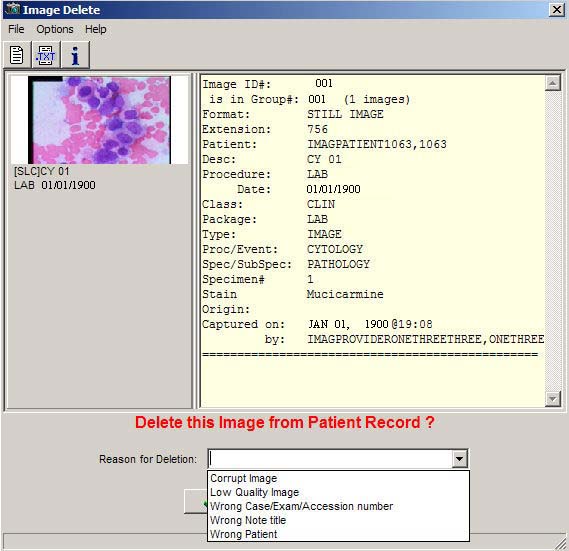 Image Delete
File Options Help
.TXT
[SLC]CY 01
LAB 01/01/1900
Image ID#: 001
is in Group#: 001 (1 images)
Format: STILL IMAGE
Extension: 756
Patient: IMAGPATIENT1063,1063
Desc: CY 01
Procedure: LAB
Date: 01/01/1900
Class: CLIN
Package: LAB
Type: IMAGE
Proc/Event: CYTOLOGY
Spec/SubSpec: PATHOLOGY
Specimen# 1
Stain Mucicarmine
Origin:
Captured on: JAN 01, 1900@19:08
by: IMAGPROVIDERONETHREETHREE,ONETHREE
================================================
Delete this Image from Patient Record ?
Reason for Deletion:
Corrupt Image
Low Quality Image
Wrong Case/Exam/Accession number
Wrong Note title
Wrong Patient